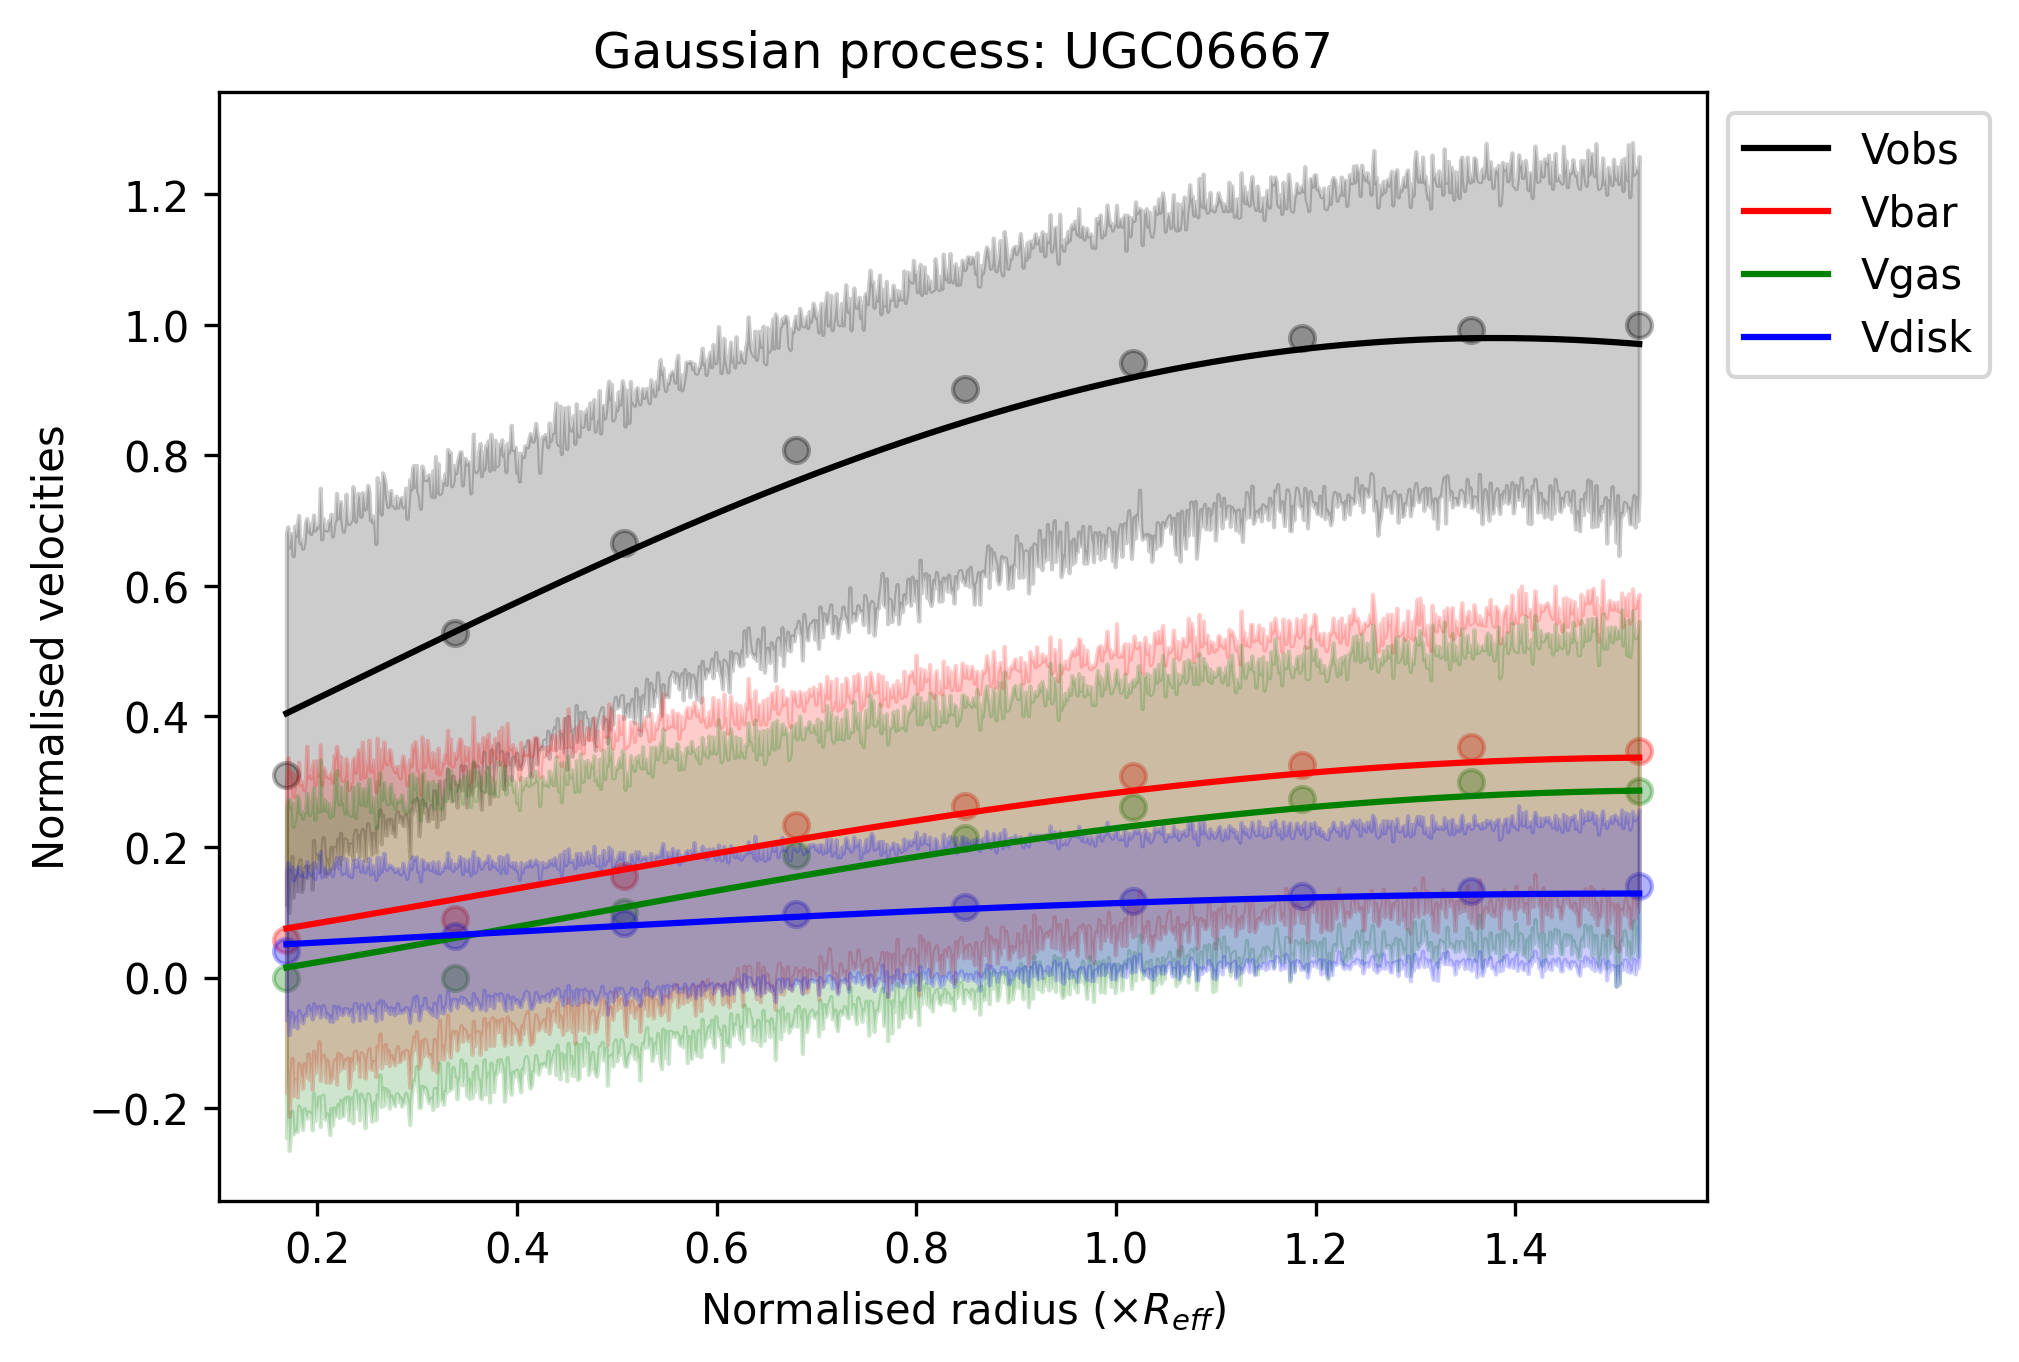 Gaussian process: UGC06667
Vobs
Vbar
Vgas
Vdisk
Normalised velocities
1.2
1.0
0.8
0.6
0.4
0.2
0.0
−0.2
0.2 0.4 0.6 0.8 1.0 1.2 1.4
Normalised radius (×R_eff)